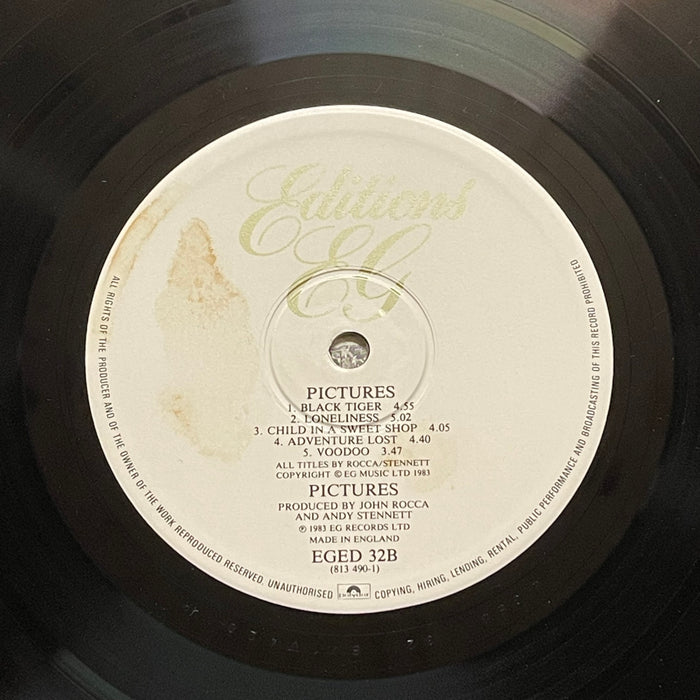 Editions
EG
PICTURES
1. BLACK TIGER 4.55
2. LONELINESS 5.02
3. CHILD IN A SWEET SHOP 4.05
4. ADVENTURE LOST 4.40
5. VOODOO 3.47
ALL TITLES BY ROCCA/STENNETT
COPYRIGHT © EG MUSIC LTD 1983
PICTURES
PRODUCED BY JOHN ROCCA
AND ANDY STENNETT
℗ 1983 EG RECORDS LTD
MADE IN ENGLAND
EGED 32B
(813 490-1)
ALL RIGHTS OF THE PRODUCER AND OF THE OWNER OF THE WORK REPRODUCED RESERVED. UNAUTHORISED
polydor
COPYING, HIRING, LENDING, RENTAL, PUBLIC PERFORMANCE AND BROADCASTING OF THIS RECORD PROHIBITED